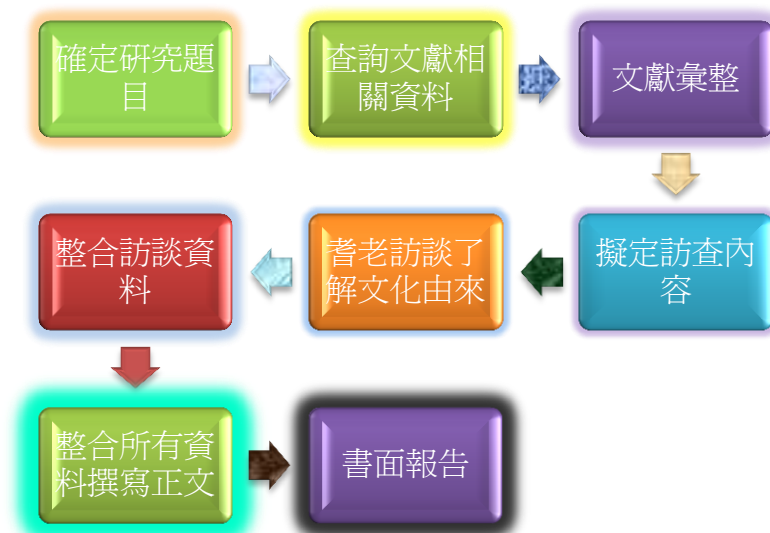 確定研究題
目
查詢文獻相
關資料
文獻彙整
擬定訪查內
容
耆老訪談了
解文化由來
整合訪談資
料
整合所有資
料撰寫正文
書面報告